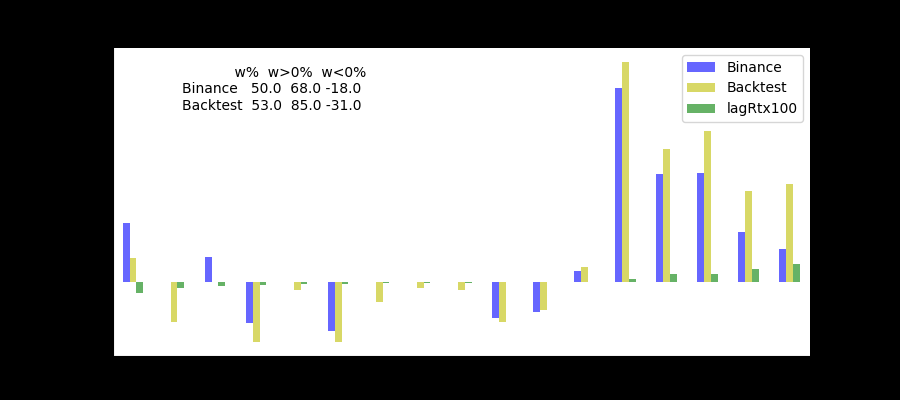 w% w>0% w<0%
Binance 50.0 68.0 -18.0
Backtest 53.0 85.0 -31.0
Binance
Backtest
lagRtx100